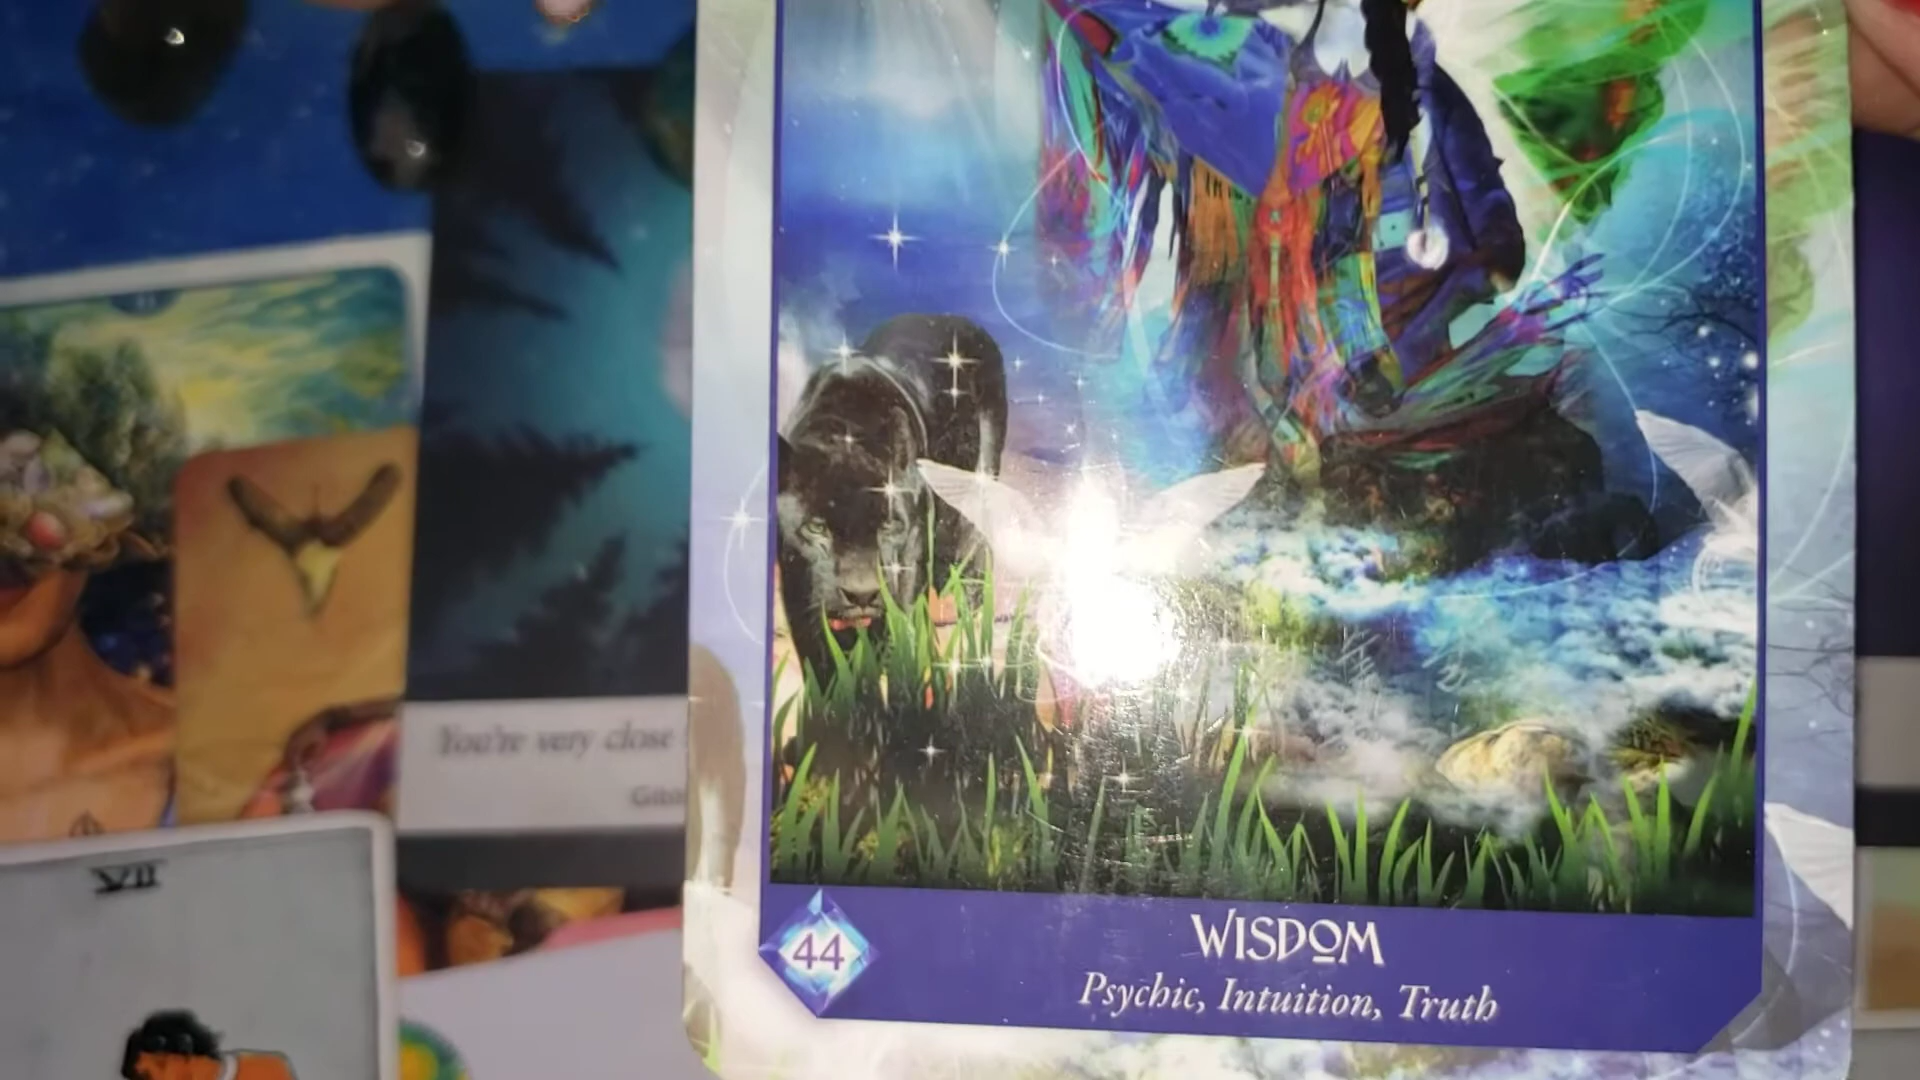 You're very close
VII
44
WISDOM
Psychic, Intuition, Truth